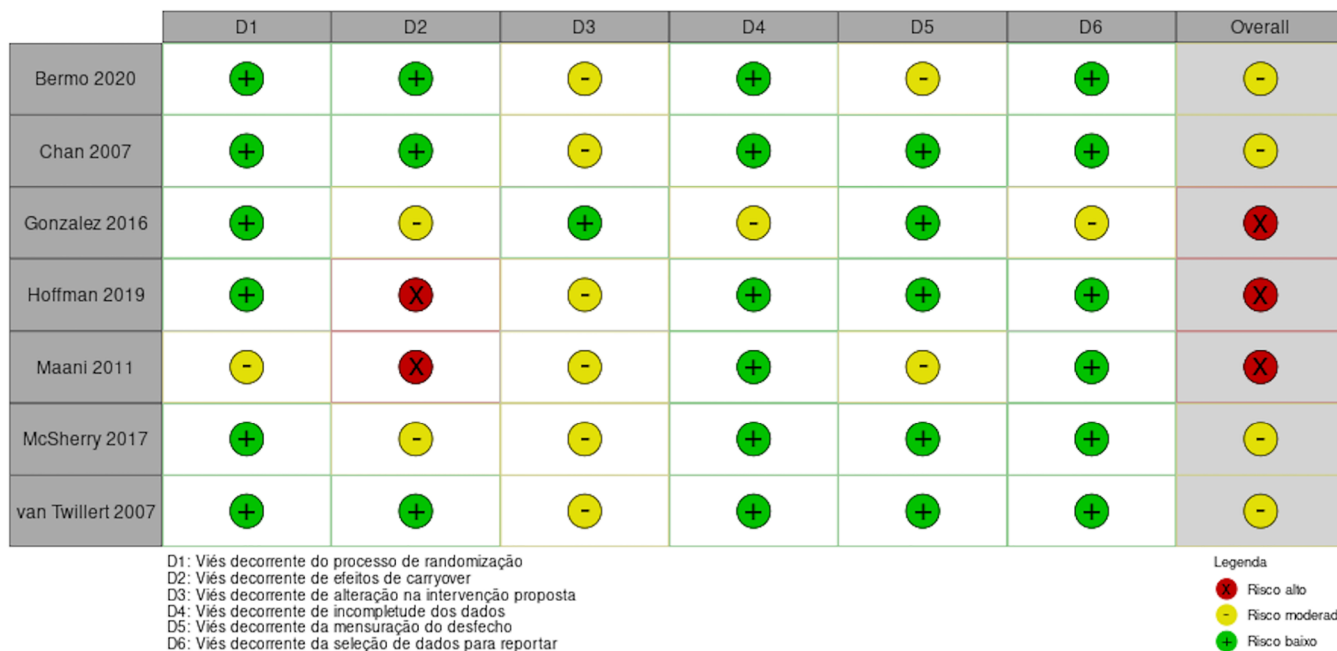 D1 D2 D3 D4 D5 D6 Overall
Bermo 2020 + + - + - + -
Chan 2007 + + - + + + -
Gonzalez 2016 + - + - + - X
Hoffman 2019 + X - + + + X
Maani 2011 - X - + - + X
McSherry 2017 + - - + + + -
van Twillert 2007 + + - + + + -
D1: Viés decorrente do processo de randomização
D2: Viés decorrente de efeitos de carryover
D3: Viés decorrente de alteração na intervenção proposta
D4: Viés decorrente de incompletude dos dados
D5: Viés decorrente da mensuração do desfecho
D6: Viés decorrente da seleção de dados para reportar
Legenda
X Risco alto
- Risco moderad
+ Risco baixo